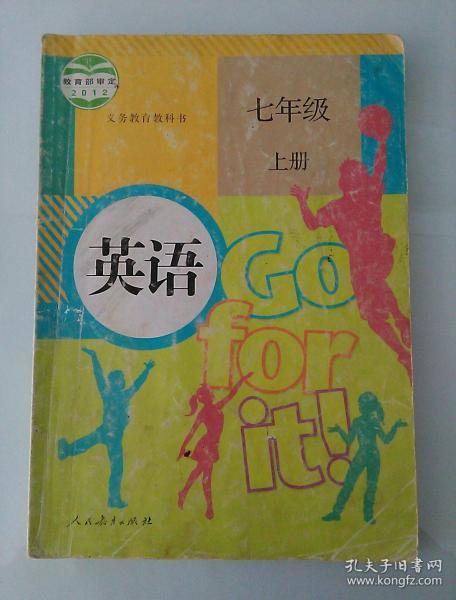 教育部审定
2012
义务教育教科书
七年级
上册
英语
Go
for
it!
人民教育出版社
孔夫子旧书网
www.kongfz.com